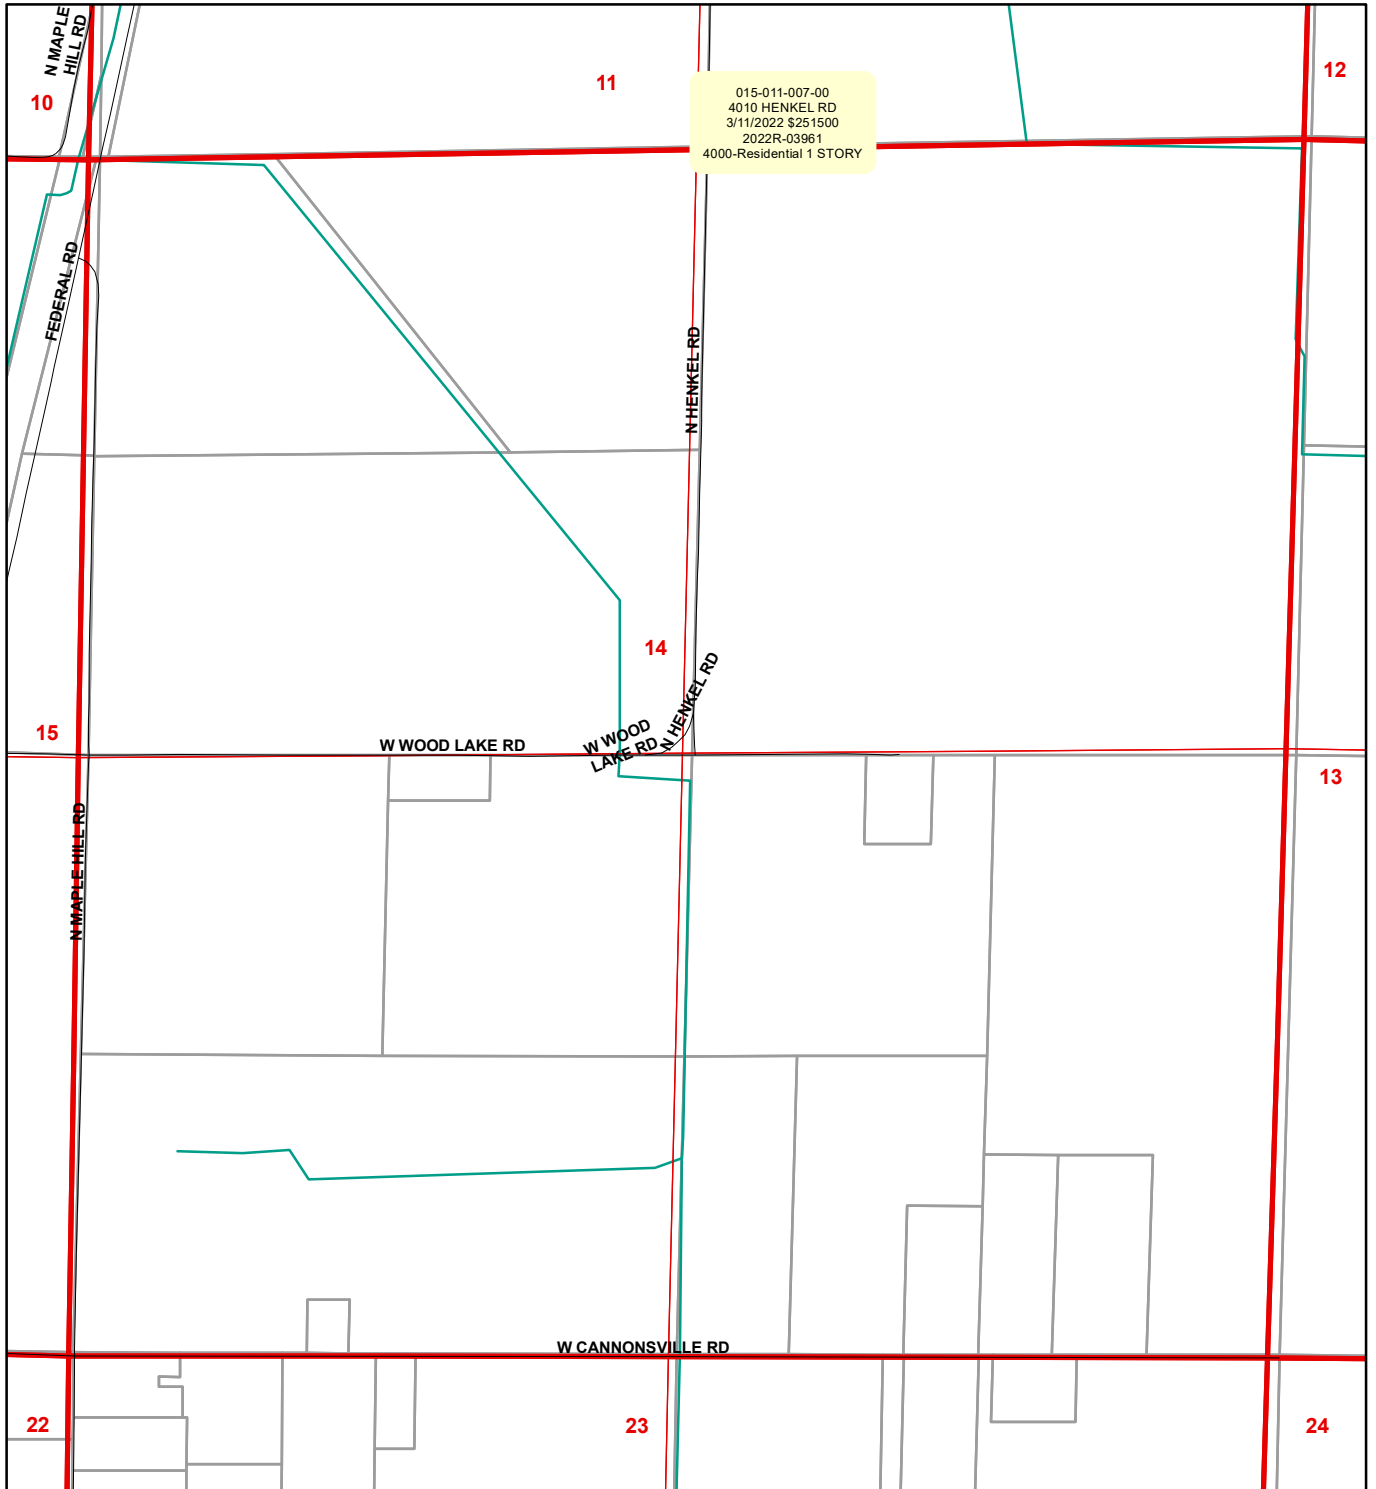 N MAPLE
HILL RD
10
11
12
015-011-007-00
4010 HENKEL RD
3/11/2022 $251500
2022R-03961
4000-Residential 1 STORY
FEDERAL RD
N HENKEL RD
14
N HENKEL RD
15
W WOOD LAKE RD
W WOOD
LAKE RD
13
N MAPLE HILL RD
W CANNONSVILLE RD
22
23
24